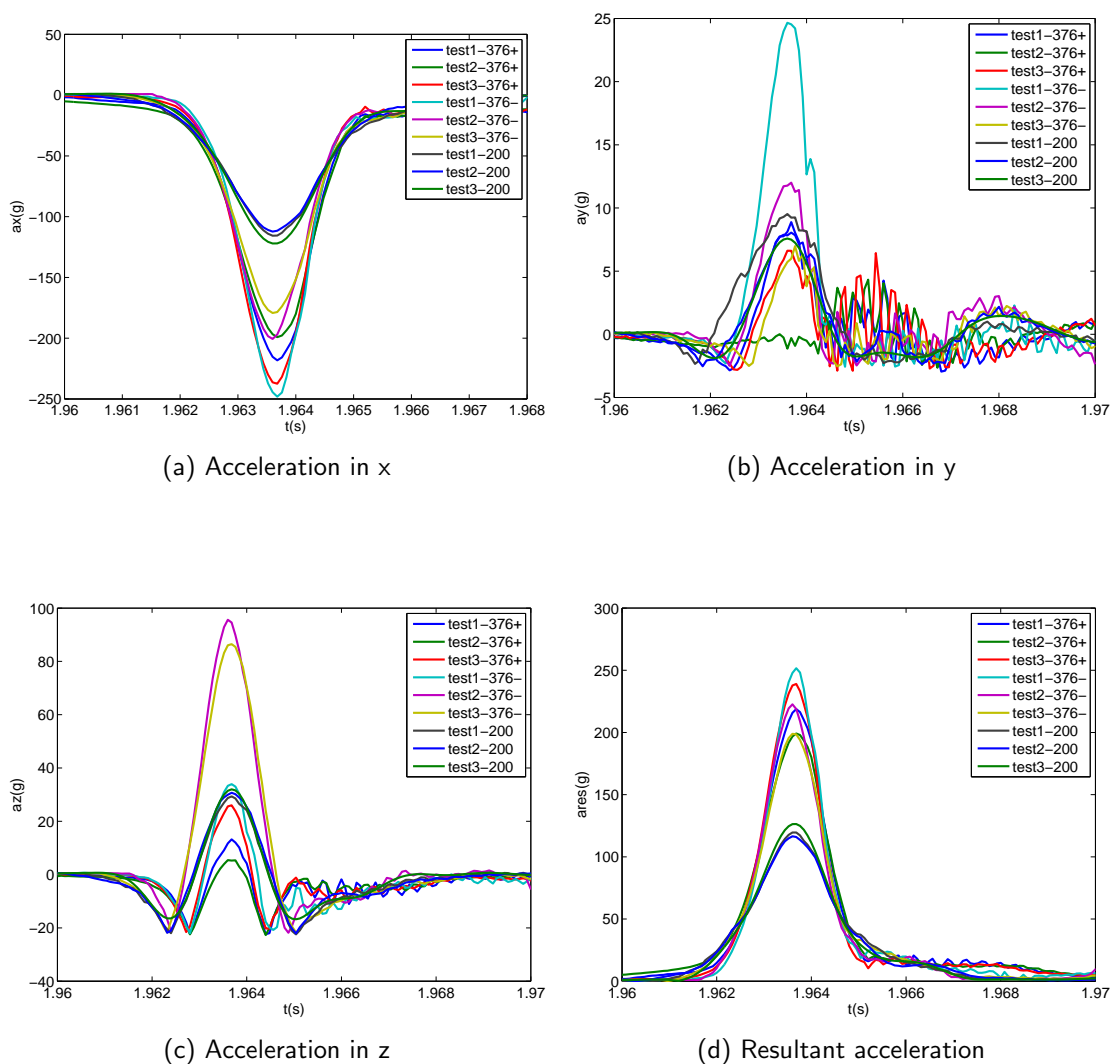 50
0
−50
−100
−150
−200
−250
1.96 1.961 1.962 1.963 1.964 1.965 1.966 1.967 1.968
t(s)
ax(g)
test1−376+
test2−376+
test3−376+
test1−376−
test2−376−
test3−376−
test1−200
test2−200
test3−200
(a) Acceleration in x
25
20
15
10
5
0
−5
1.96 1.962 1.964 1.966 1.968 1.97
t(s)
ay(g)
test1−376+
test2−376+
test3−376+
test1−376−
test2−376−
test3−376−
test1−200
test2−200
test3−200
(b) Acceleration in y
100
80
60
40
20
0
−20
−40
1.96 1.962 1.964 1.966 1.968 1.97
t(s)
az(g)
test1−376+
test2−376+
test3−376+
test1−376−
test2−376−
test3−376−
test1−200
test2−200
test3−200
(c) Acceleration in z
300
250
200
150
100
50
0
1.96 1.962 1.964 1.966 1.968 1.97
t(s)
ares(g)
test1−376+
test2−376+
test3−376+
test1−376−
test2−376−
test3−376−
test1−200
test2−200
test3−200
(d) Resultant acceleration